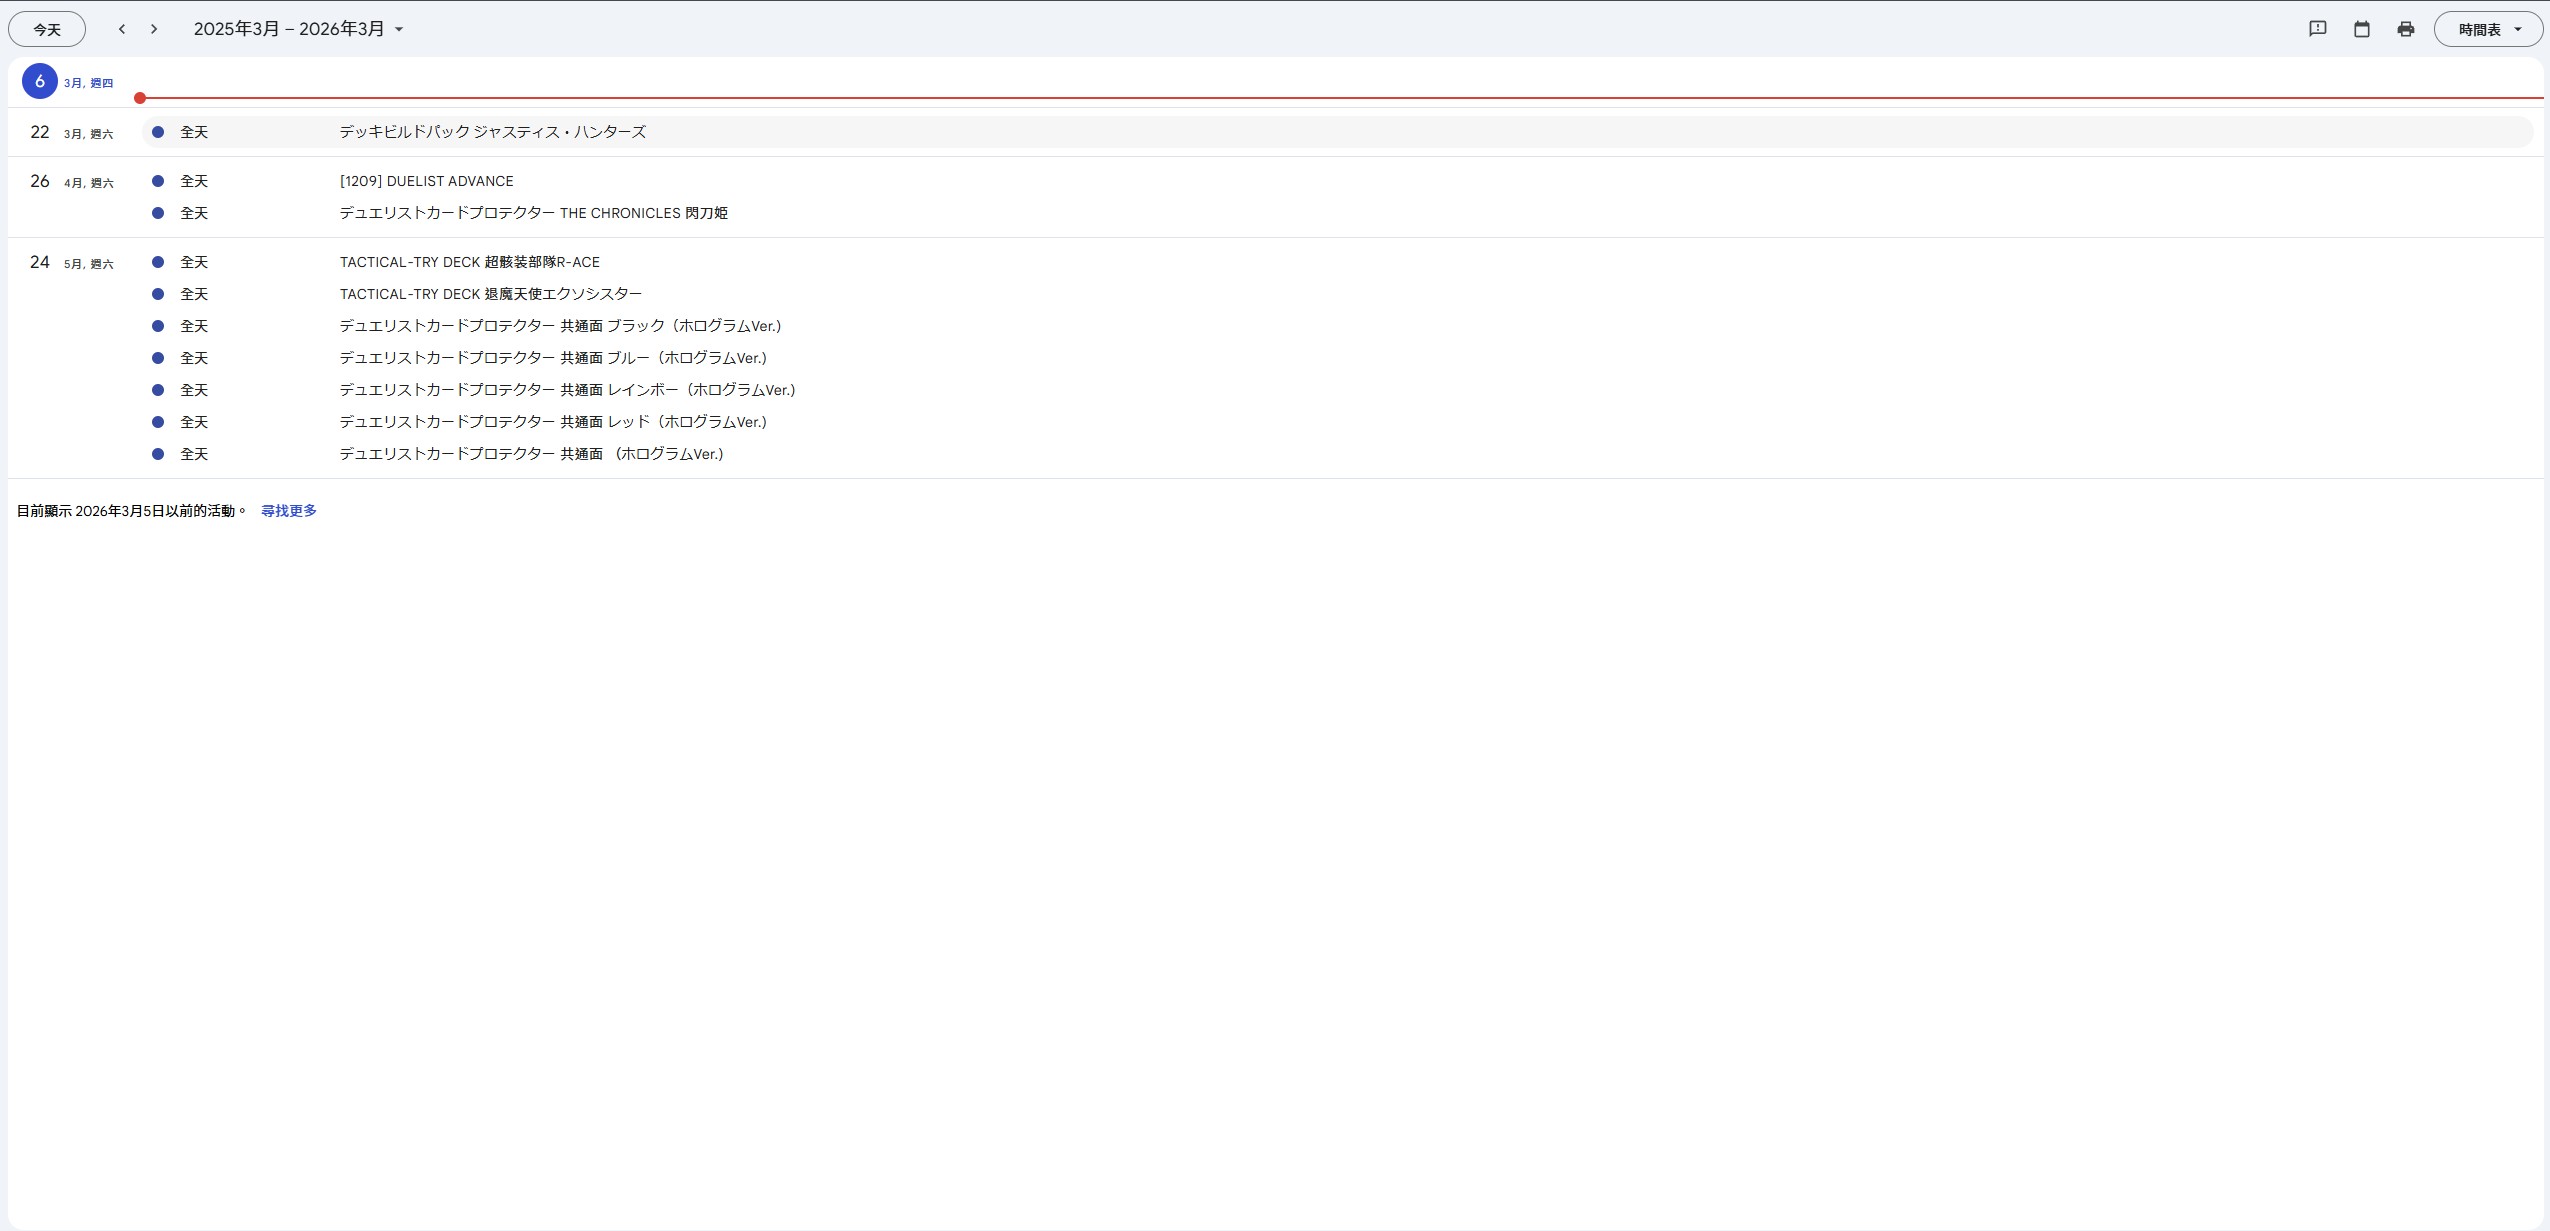 今天 2025年3月 – 2026年3月 時間表
6 3月, 週四
22 3月, 週六 全天 デッキビルドパック ジャスティス・ハンターズ
26 4月, 週六 全天 [1209] DUELIST ADVANCE
全天 デュエリストカードプロテクター THE CHRONICLES 閃刀姫
24 5月, 週六 全天 TACTICAL-TRY DECK 超骸装部隊R-ACE
全天 TACTICAL-TRY DECK 退魔天使エクソシスター
全天 デュエリストカードプロテクター 共通面 ブラック（ホログラムVer.）
全天 デュエリストカードプロテクター 共通面 ブルー（ホログラムVer.）
全天 デュエリストカードプロテクター 共通面 レインボー（ホログラムVer.）
全天 デュエリストカードプロテクター 共通面 レッド（ホログラムVer.）
全天 デュエリストカードプロテクター 共通面 （ホログラムVer.）
目前顯示 2026年3月5日以前的活動。 尋找更多